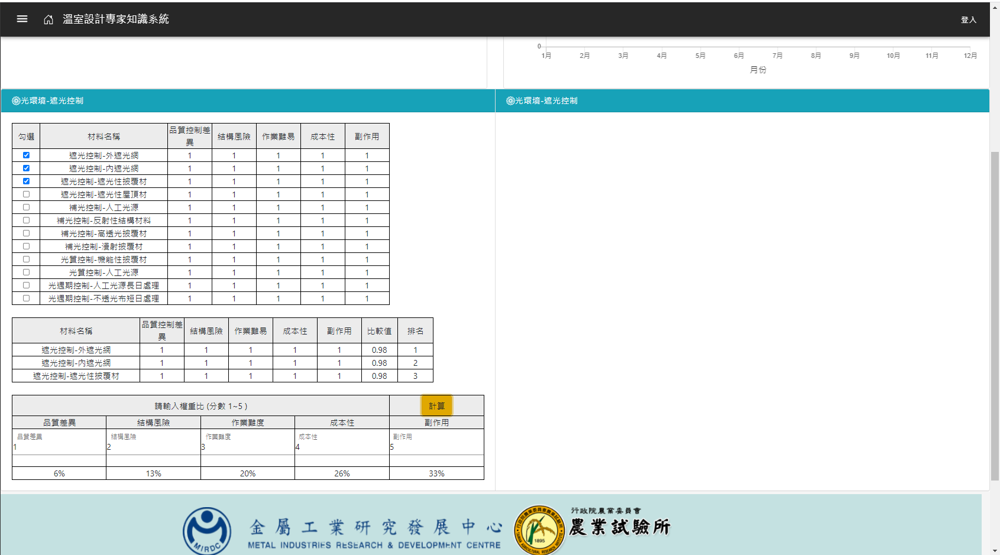 溫室設計專家知識系統
登入
0
1月 2月 3月 4月 5月 6月 7月 8月 9月 10月 11月 12月
月份
光環境-遮光控制
光環境-遮光控制
勾選 材料名稱 品質控制差異 結構風險 作業難易 成本性 副作用
遮光控制-外遮光網 1 1 1 1 1
遮光控制-內遮光網 1 1 1 1 1
遮光控制-遮光性披覆材 1 1 1 1 1
遮光控制-遮光性屋頂材 1 1 1 1 1
補光控制-人工光源 1 1 1 1 1
補光控制-反射性結構材料 1 1 1 1 1
補光控制-高透光披覆材 1 1 1 1 1
補光控制-漫射披覆材 1 1 1 1 1
光質控制-機能性披覆材 1 1 1 1 1
光質控制-人工光源 1 1 1 1 1
光週期控制-人工光源長日處理 1 1 1 1 1
光週期控制-不透光布短日處理 1 1 1 1 1
材料名稱 品質控制差異 結構風險 作業難易 成本性 副作用 比較值 排名
遮光控制-外遮光網 1 1 1 1 1 0.98 1
遮光控制-內遮光網 1 1 1 1 1 0.98 2
遮光控制-遮光性披覆材 1 1 1 1 1 0.98 3
請輸入權重比 (分數 1~5 ) 計算
品質差異 結構風險 作業難度 成本性 副作用
品質差異 結構風險 作業難度 成本性 副作用
1 2 3 4 5
6% 13% 20% 26% 33%
MIRDC
金屬工業研究發展中心
METAL INDUSTRIES RESEARCH & DEVELOPMENT CENTRE
行政院農業委員會農業試驗所
1895
TAIWAN AGRICULTURAL RESEARCH INSTITUTE
行政院農業委員會
農業試驗所